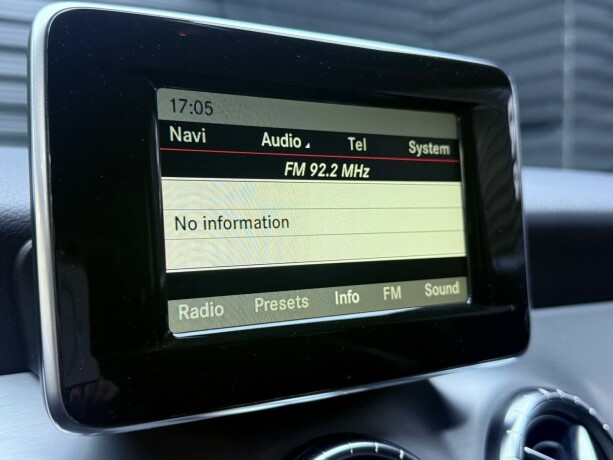 17:05
Navi Audio Tel System
FM 92.2 MHz
No information
Radio Presets Info FM Sound